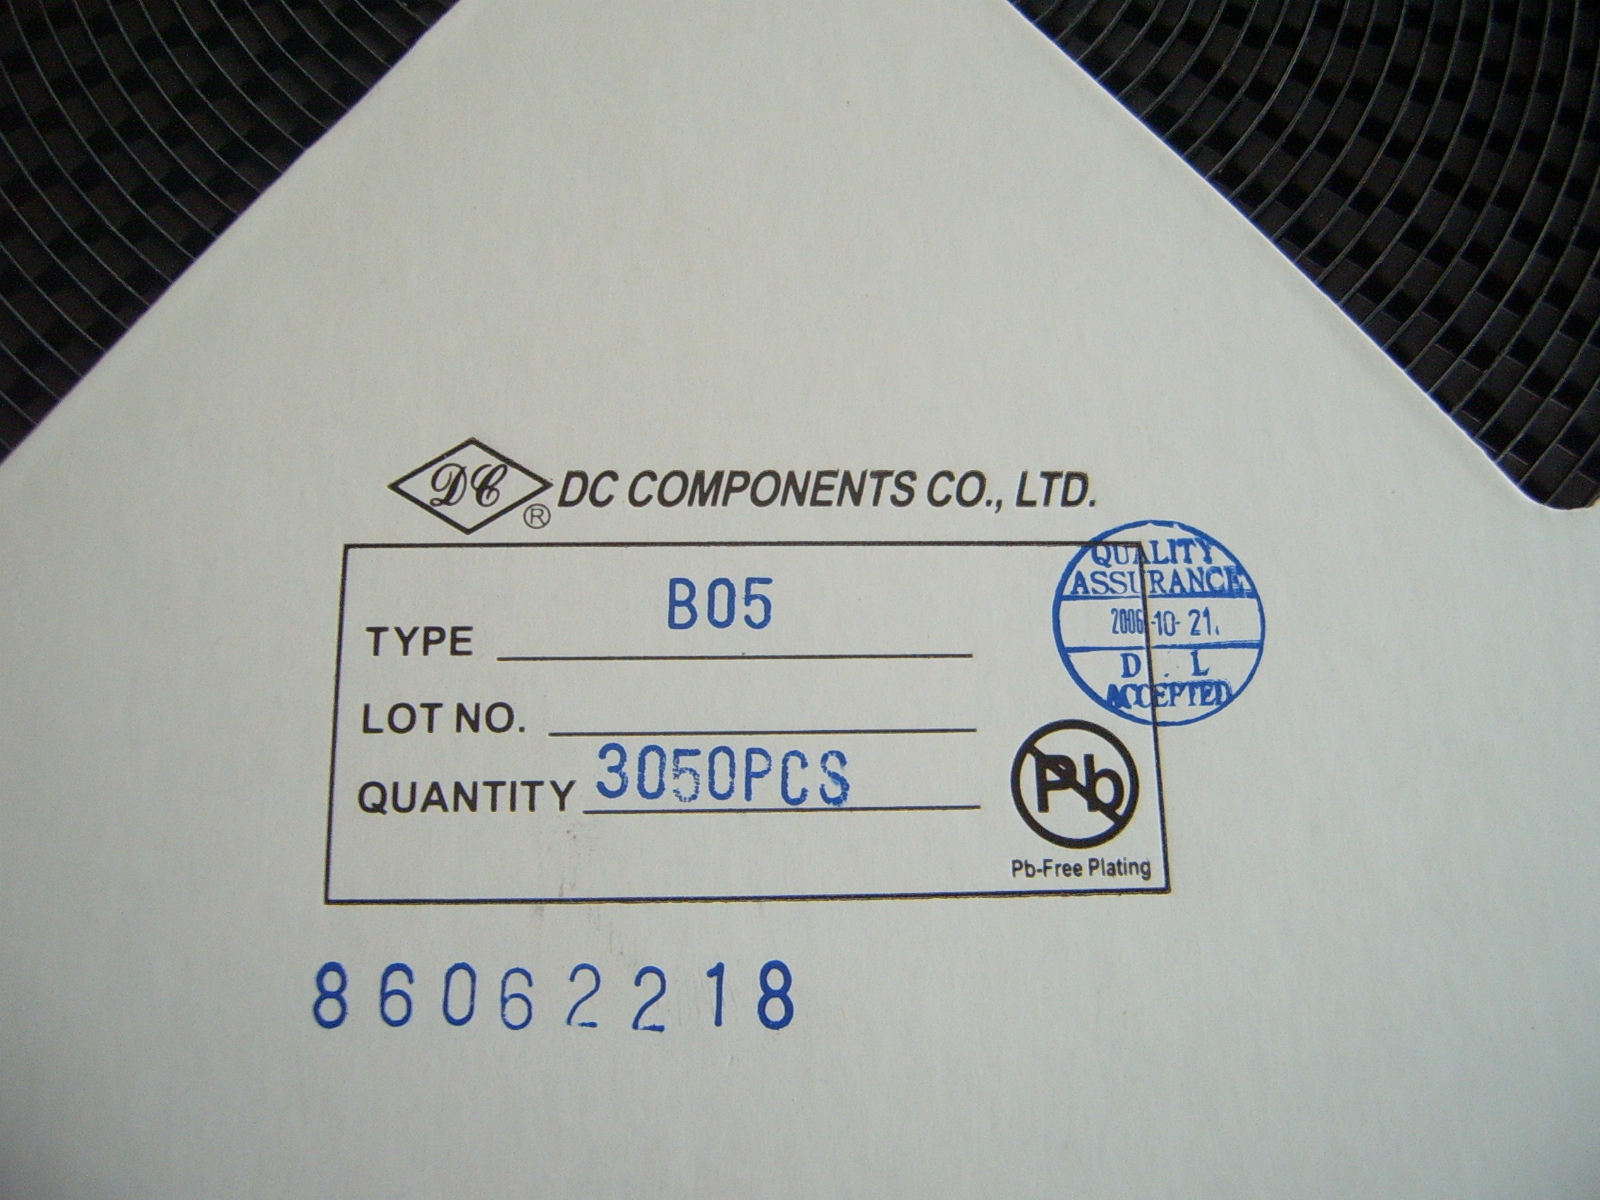 DC ® DC COMPONENTS CO., LTD.
QUALITY
ASSURANCE
2006-10-21.
D . L
ACCEPTED
TYPE B05
LOT NO.
QUANTITY 3050PCS
Pb
Pb-Free Plating
86062218